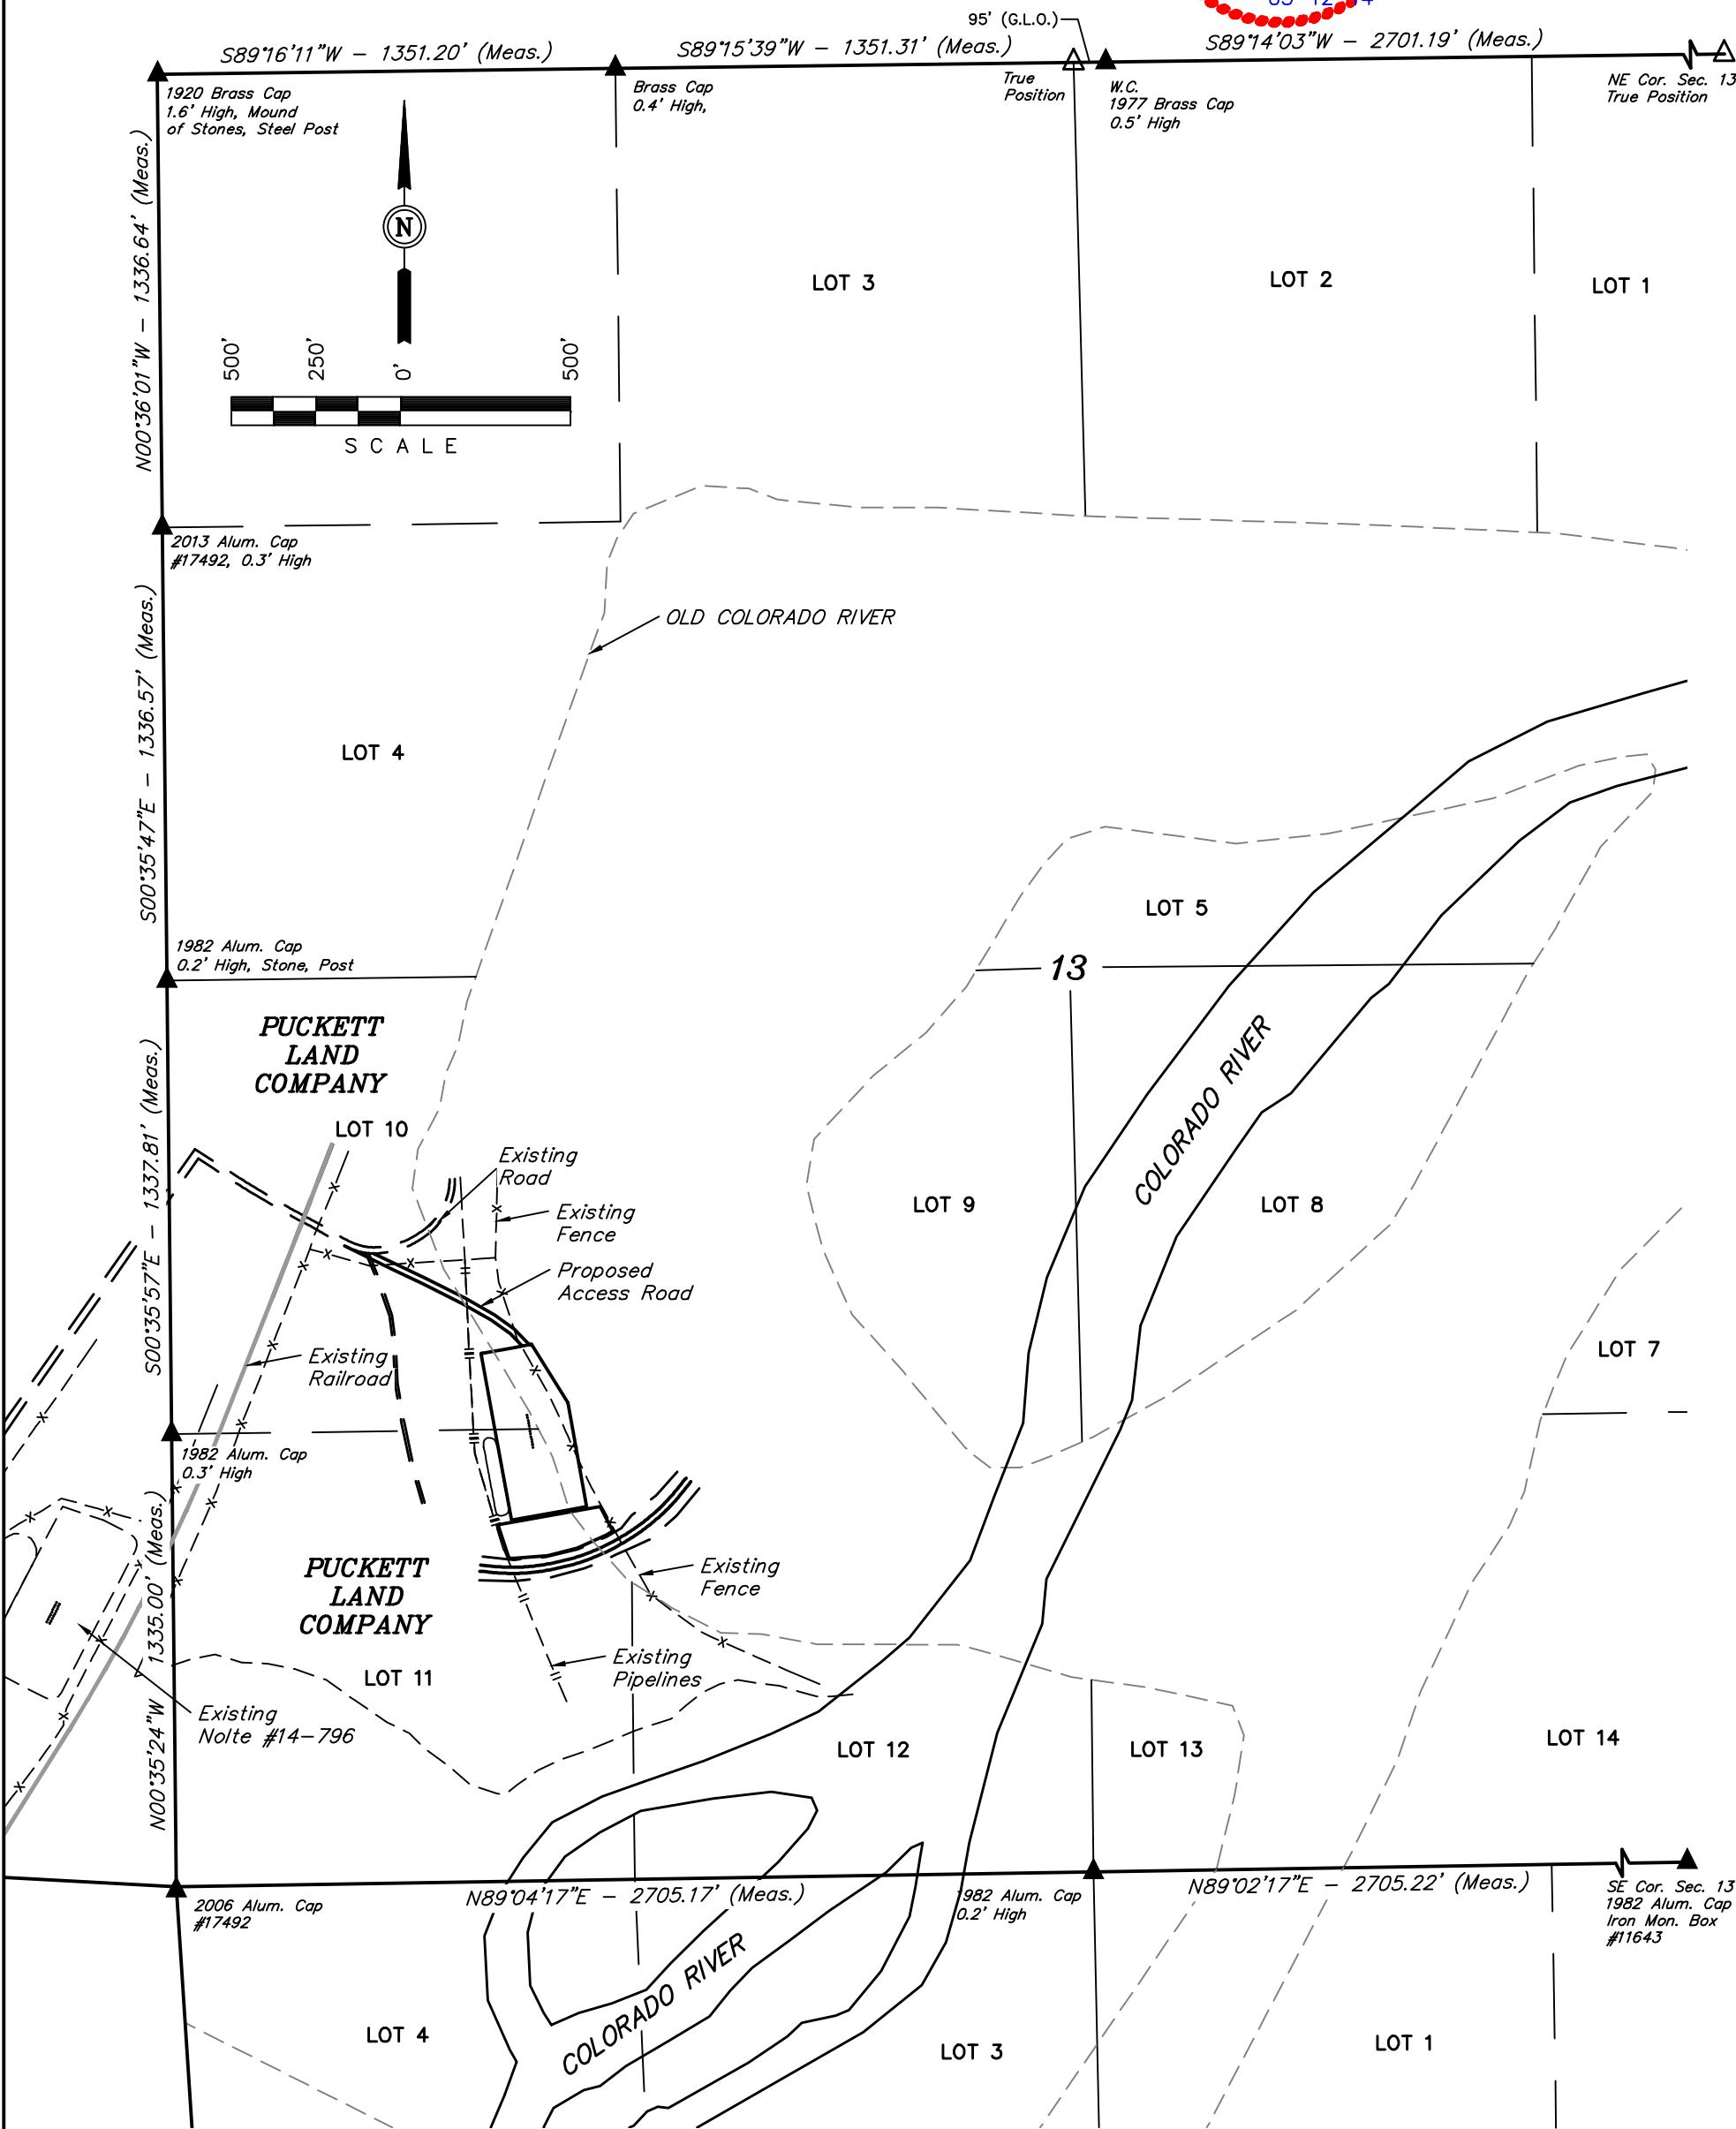 95' (G.L.O.)
S89°16'11"W - 1351.20' (Meas.)
S89°15'39"W - 1351.31' (Meas.)
S89°14'03"W - 2701.19' (Meas.)
1920 Brass Cap
1.6' High, Mound
of Stones, Steel Post
Brass Cap
0.4' High,
True
Position
W.C.
1977 Brass Cap
0.5' High
NE Cor. Sec. 13
True Position
N00°36'01"W - 1336.64' (Meas.)
N
LOT 3
LOT 2
LOT 1
500'
250'
0'
500'
SCALE
2013 Alum. Cap
#17492, 0.3' High
OLD COLORADO RIVER
S00°35'47"E - 1336.57' (Meas.)
LOT 4
LOT 5
1982 Alum. Cap
0.2' High, Stone, Post
13
PUCKETT
LAND
COMPANY
COLORADO RIVER
S00°35'57"E - 1337.81' (Meas.)
LOT 10
Existing
Road
Existing
Fence
LOT 9
LOT 8
Proposed
Access Road
Existing
Railroad
LOT 7
1982 Alum. Cap
0.3' High
PUCKETT
LAND
COMPANY
Existing
Fence
N00°35'24"W 1335.00' (Meas.)
LOT 11
Existing
Pipelines
Existing
Nolte #14-796
LOT 12
LOT 13
LOT 14
2006 Alum. Cap
#17492
N89°04'17"E - 2705.17' (Meas.)
1982 Alum. Cap
0.2' High
N89°02'17"E - 2705.22' (Meas.)
SE Cor. Sec. 13
1982 Alum. Cap
Iron Mon. Box
#11643
COLORADO RIVER
LOT 4
LOT 3
LOT 1